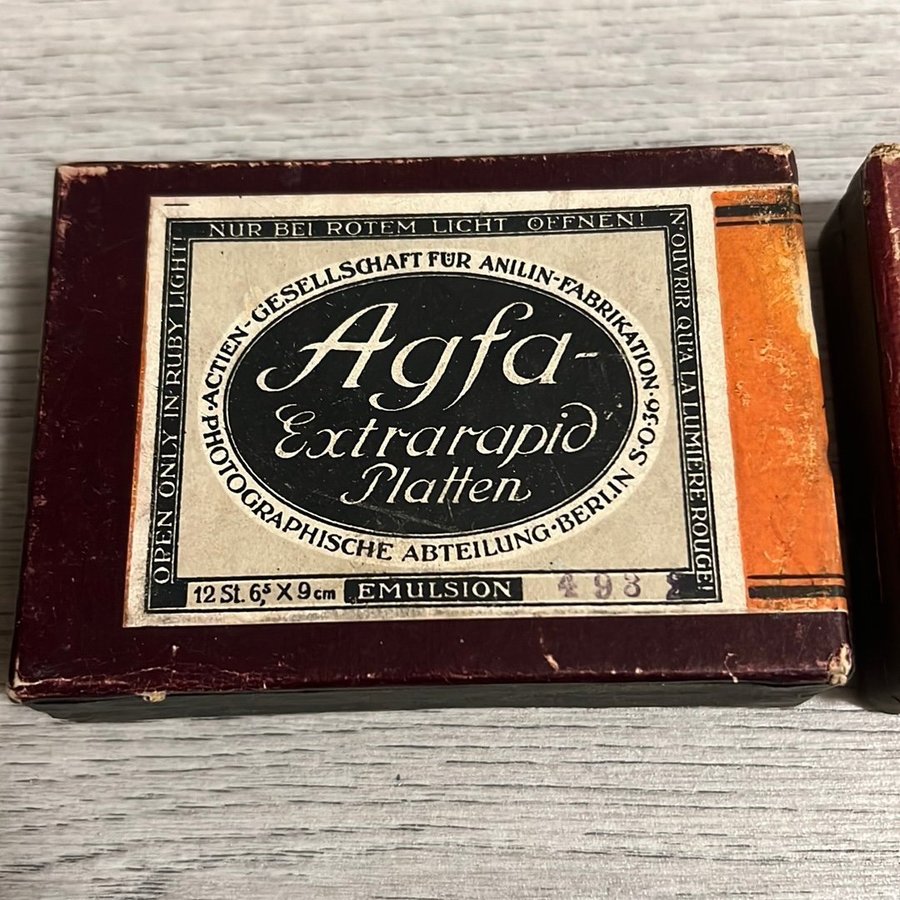 NUR BEI ROTEM LICHT ÖFFNEN!
OPEN ONLY IN RUBY LIGHT!
N'OUVRIR QU'A LA LUMIERE ROUGE!
·ACTIEN-GESELLSCHAFT FÜR ANILIN-FABRIKATION·
PHOTOGRAPHISCHE ABTEILUNG·BERLIN S·O·36·
Agfa-
Extrarapid
Platten
12 St. 6,5 X 9 cm EMULSION 493